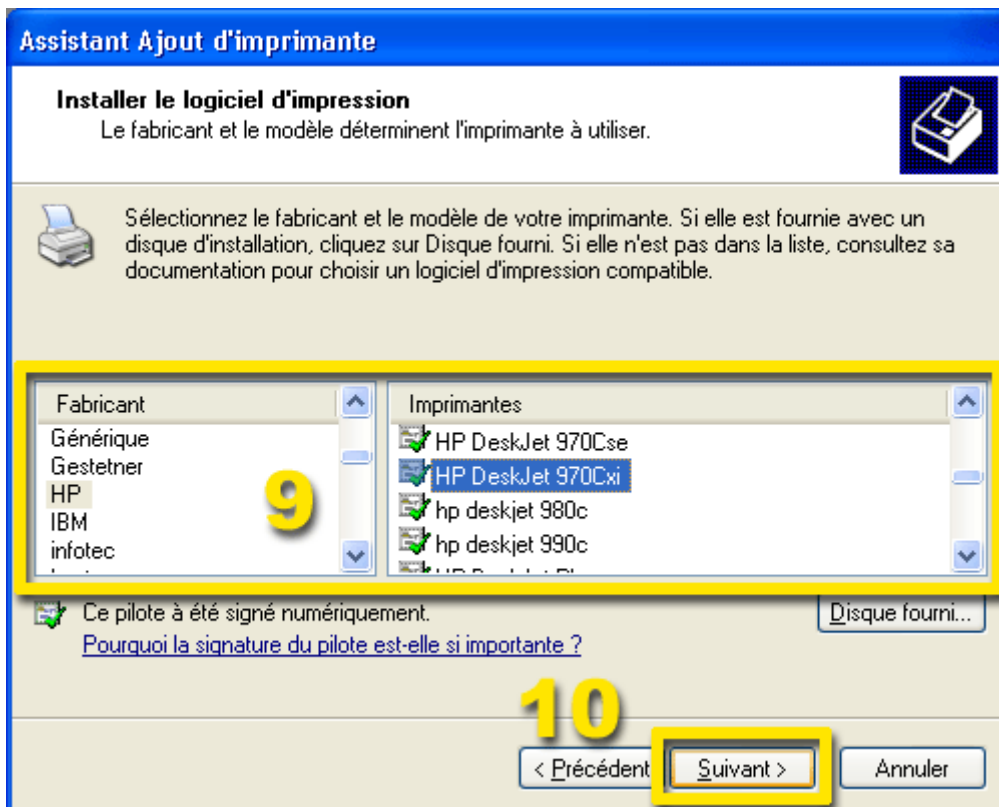 Assistant Ajout d'imprimante
Installer le logiciel d'impression
Le fabricant et le modèle déterminent l'imprimante à utiliser.
Sélectionnez le fabricant et le modèle de votre imprimante. Si elle est fournie avec un
disque d'installation, cliquez sur Disque fourni. Si elle n'est pas dans la liste, consultez sa
documentation pour choisir un logiciel d'impression compatible.
Fabricant
Générique
Gestetner
HP
IBM
infotec
9
Imprimantes
HP DeskJet 970Cse
HP DeskJet 970Cxi
hp deskjet 980c
hp deskjet 990c
Ce pilote à été signé numériquement.
Disque fourni...
Pourquoi la signature du pilote est-elle si importante ?
10
< Précédent
Suivant >
Annuler